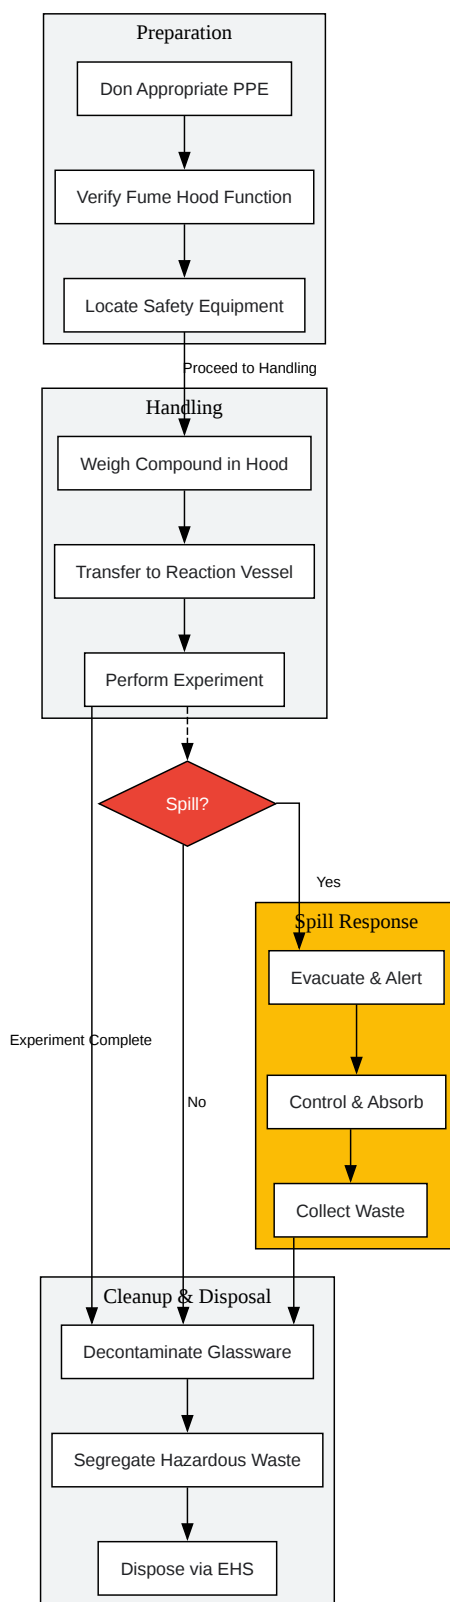 Preparation
Don Appropriate PPE
Verify Fume Hood Function
Locate Safety Equipment
Proceed to Handling
Handling
Weigh Compound in Hood
Transfer to Reaction Vessel
Perform Experiment
Spill?
Yes
Spill Response
Evacuate & Alert
Experiment Complete
Control & Absorb
No
Collect Waste
Cleanup & Disposal
Decontaminate Glassware
Segregate Hazardous Waste
Dispose via EHS